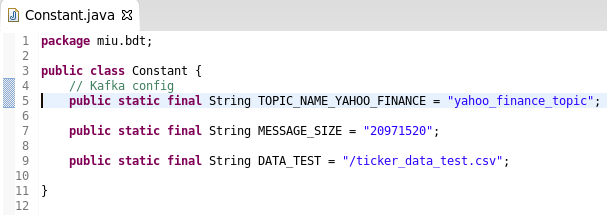 Constant.java
1 package miu.bdt;
2
3 public class Constant {
4     // Kafka config
5     public static final String TOPIC_NAME_YAHOO_FINANCE = "yahoo_finance_topic";
6
7     public static final String MESSAGE_SIZE = "20971520";
8
9     public static final String DATA_TEST = "/ticker_data_test.csv";
10
11 }
12